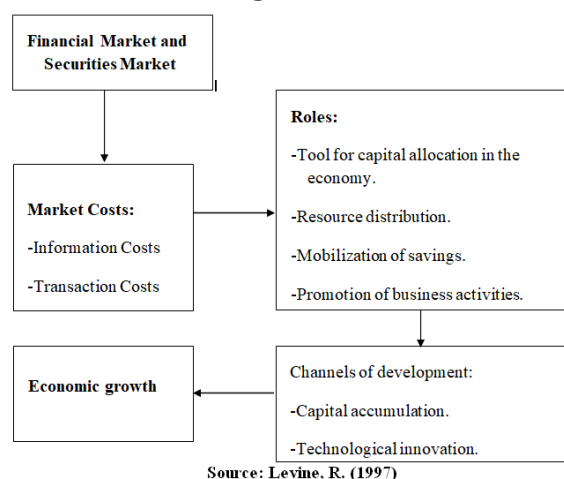 Financial Market and
Securities Market
Roles:
-Tool for capital allocation in the
economy.
-Resource distribution.
-Mobilization of savings.
-Promotion of business activities.
Market Costs:
-Information Costs
-Transaction Costs
Channels of development:
-Capital accumulation.
-Technological innovation.
Economic growth
Source: Levine, R. (1997)